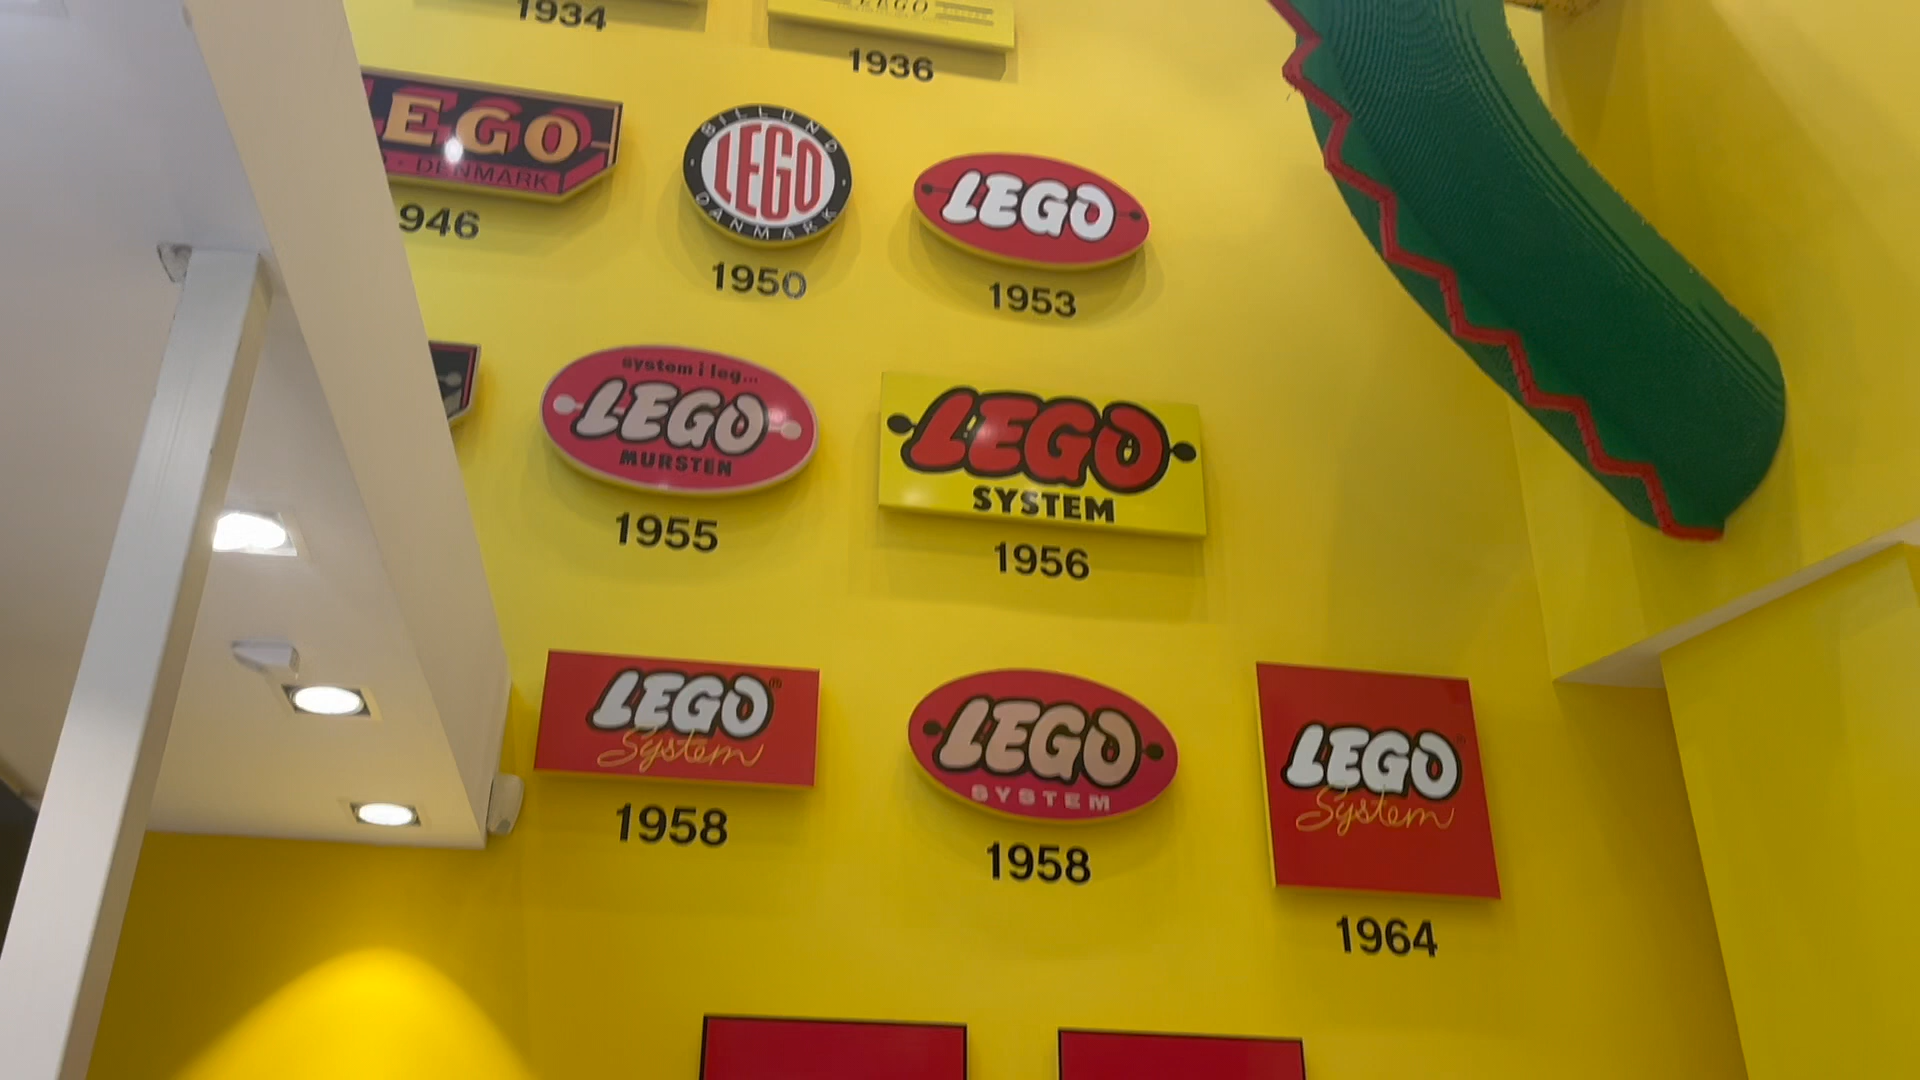 1934
LEGO
1936
LEGO
DENMARK
946
BILLUND
LEGO
DANMARK
1950
LEGO
1953
system i leg...
LEGO
MURSTEN
1955
LEGO
SYSTEM
1956
LEGO®
System
1958
LEGO
SYSTEM
1958
LEGO®
System
1964